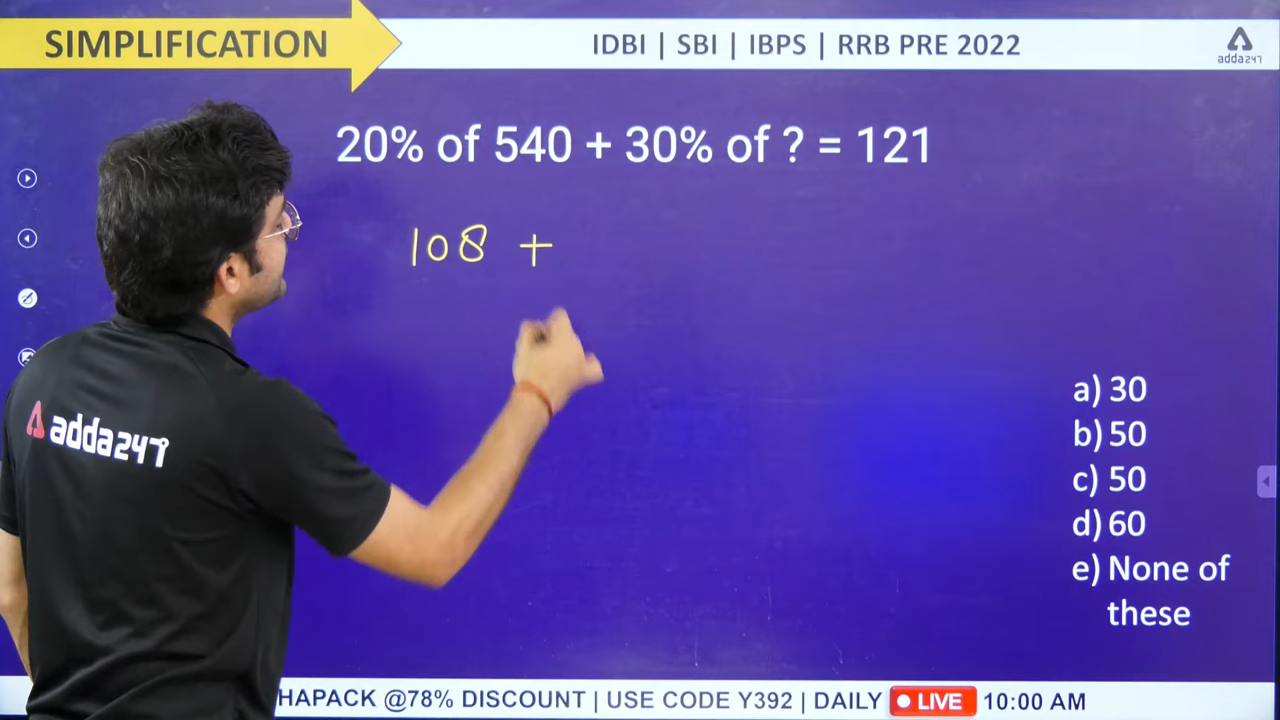 SIMPLIFICATION
IDBI | SBI | IBPS | RRB PRE 2022
adda247
20% of 540 + 30% of ? = 121
108 +
adda247
a) 30
b) 50
c) 50
d) 60
e) None of
these
HAPACK @78% DISCOUNT | USE CODE Y392 | DAILY LIVE 10:00 AM